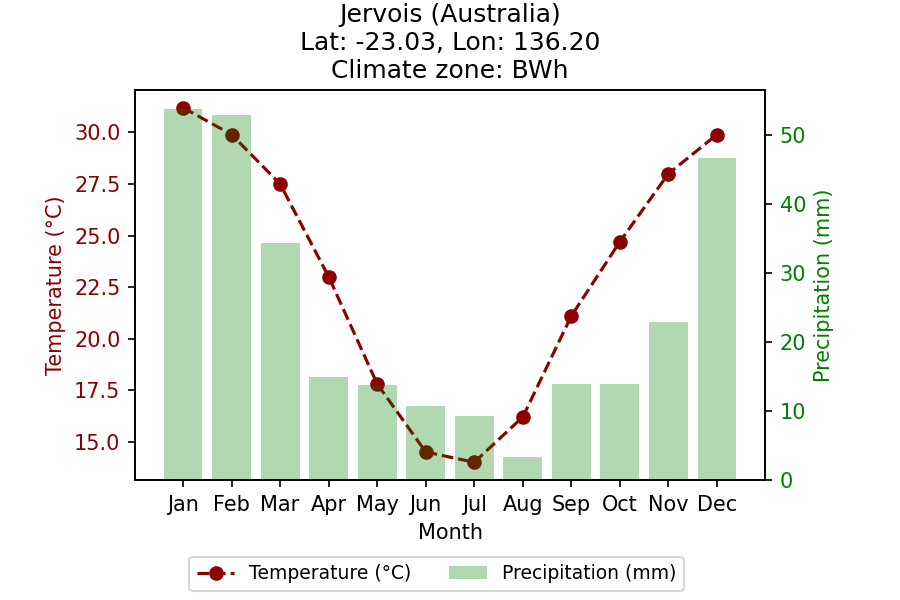 Jervois (Australia)
Lat: -23.03, Lon: 136.20
Climate zone: BWh
Temperature (°C)
30.0
27.5
25.0
22.5
20.0
17.5
15.0
50
40
30
20
10
0
Precipitation (mm)
Jan Feb Mar Apr May Jun Jul Aug Sep Oct Nov Dec
Month
Temperature (°C) Precipitation (mm)